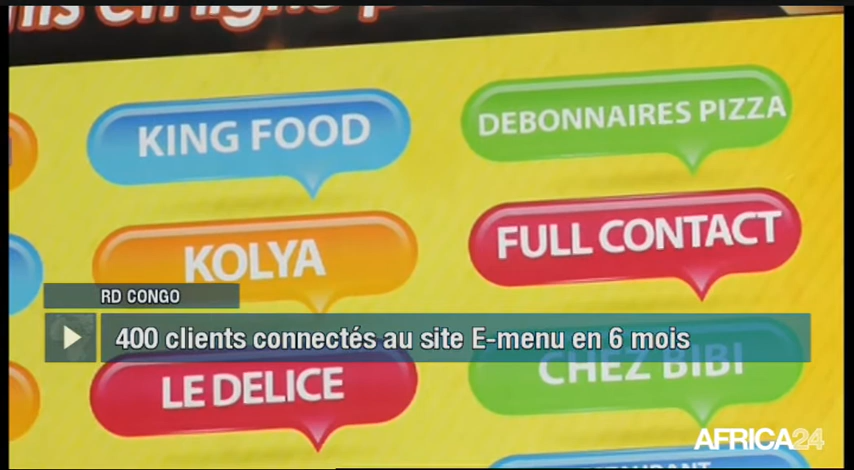 KING FOOD
DEBONNAIRES PIZZA
KOLYA
FULL CONTACT
RD CONGO
400 clients connectés au site E-menu en 6 mois
LE DELICE
CHEZ BIBI
AFRICA24
RESTAURANT